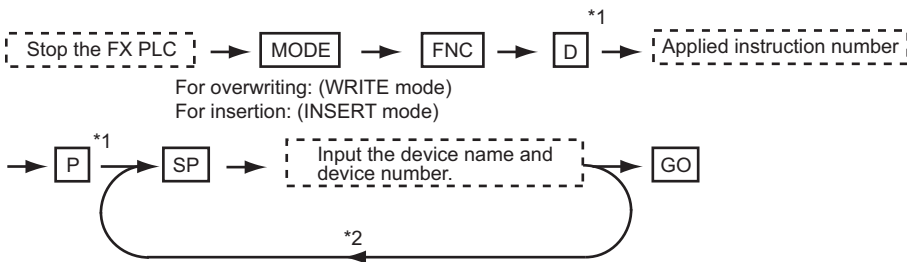 *1
Stop the FX PLC MODE FNC D Applied instruction number
For overwriting: (WRITE mode)
For insertion: (INSERT mode)
*1
P SP Input the device name and device number. GO
*2